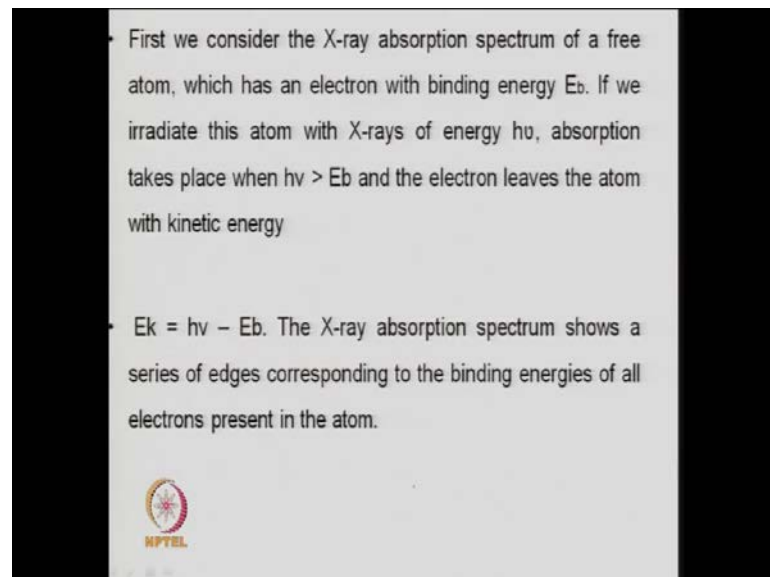 • First we consider the X-ray absorption spectrum of a free
atom, which has an electron with binding energy Eb. If we
irradiate this atom with X-rays of energy hυ, absorption
takes place when hv > Eb and the electron leaves the atom
with kinetic energy
• Ek = hv – Eb. The X-ray absorption spectrum shows a
series of edges corresponding to the binding energies of all
electrons present in the atom.
NPTEL